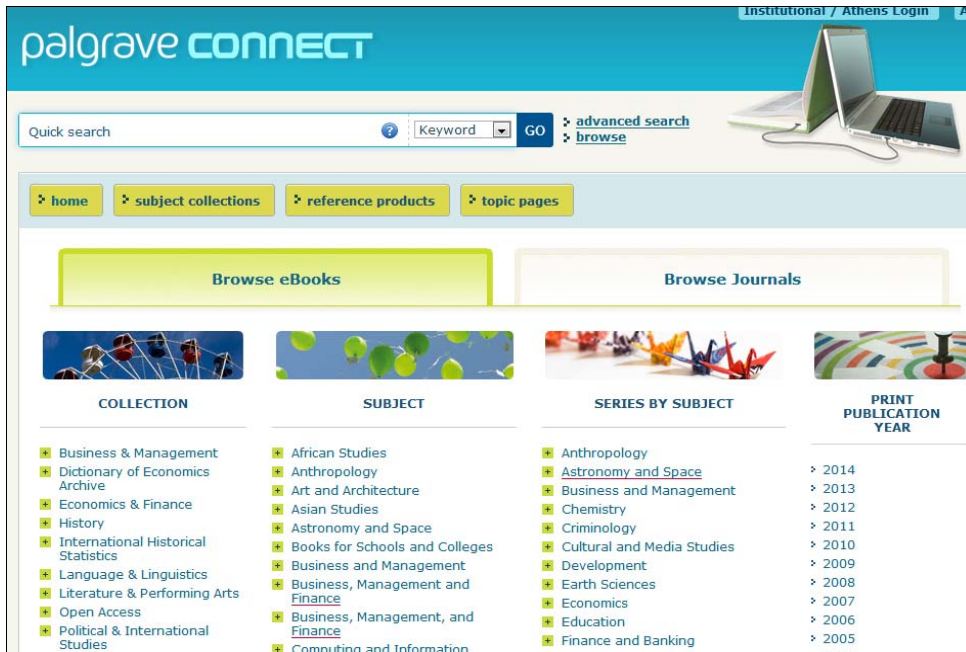 Institutional / Athens Login
palgrave connect
Quick search
Keyword
GO
advanced search
browse
home
subject collections
reference products
topic pages
Browse eBooks
Browse Journals
COLLECTION
Business & Management
Dictionary of Economics
Archive
Economics & Finance
History
International Historical
Statistics
Language & Linguistics
Literature & Performing Arts
Open Access
Political & International
Studies
SUBJECT
African Studies
Anthropology
Art and Architecture
Asian Studies
Astronomy and Space
Books for Schools and Colleges
Business and Management
Business, Management and
Finance
Business, Management, and
Finance
Computing and Information
SERIES BY SUBJECT
Anthropology
Astronomy and Space
Business and Management
Chemistry
Criminology
Cultural and Media Studies
Development
Earth Sciences
Economics
Education
Finance and Banking
PRINT
PUBLICATION
YEAR
2014
2013
2012
2011
2010
2009
2008
2007
2006
2005